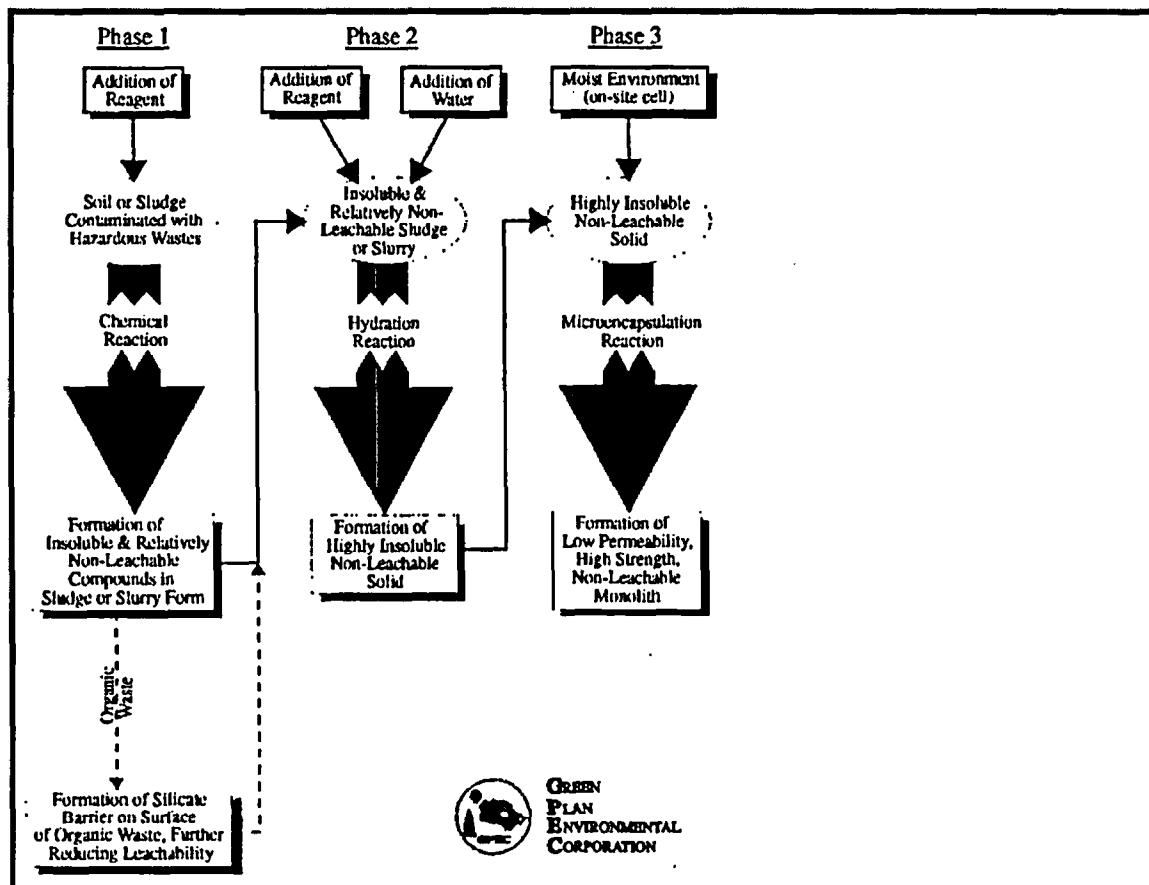 Phase 1
Addition of
Reagent
Soil or Sludge
Contaminated with
Hazardous Wastes
Chemical
Reaction
Formation of
Insoluble & Relatively
Non-Leachable
Compounds in
Sludge or Slurry Form
Organic
Waste
Formation of Silicate
Barrier on Surface
of Organic Waste, Further
Reducing Leachability
Phase 2
Addition of
Reagent
Addition of
Water
Insoluble &
Relatively Non-
Leachable Sludge
or Slurry
Hydration
Reaction
Formation of
Highly Insoluble
Non-Leachable
Solid
Phase 3
Moist Environment
(on-site cell)
Highly Insoluble
Non-Leachable
Solid
Microencapsulation
Reaction
Formation of
Low Permeability,
High Strength,
Non-Leachable
Monolith
GREEN
PLAN
ENVIRONMENTAL
CORPORATION